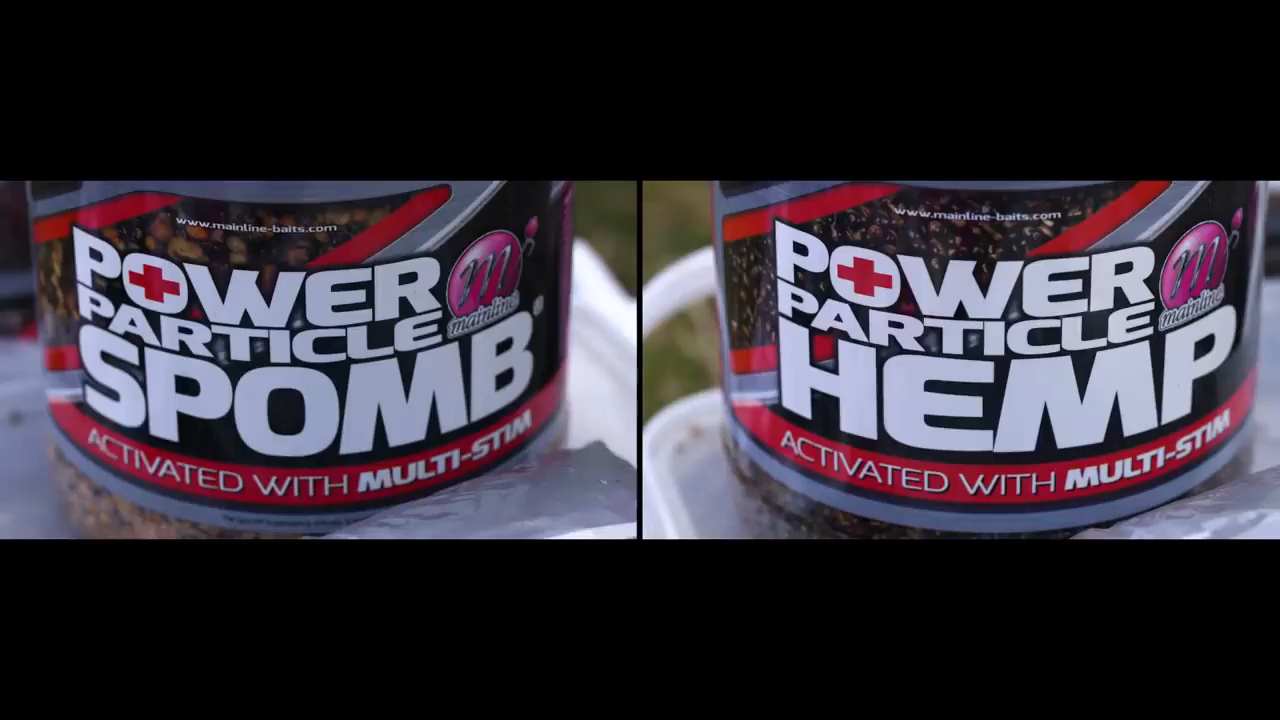 www.mainline-baits.com
POWER
PARTICLE
SPOMB®
m
mainline
ACTIVATED WITH MULTI-STIM
www.mainline-baits.com
POWER
PARTICLE
HEMP
m
mainline
ACTIVATED WITH MULTI-STIM